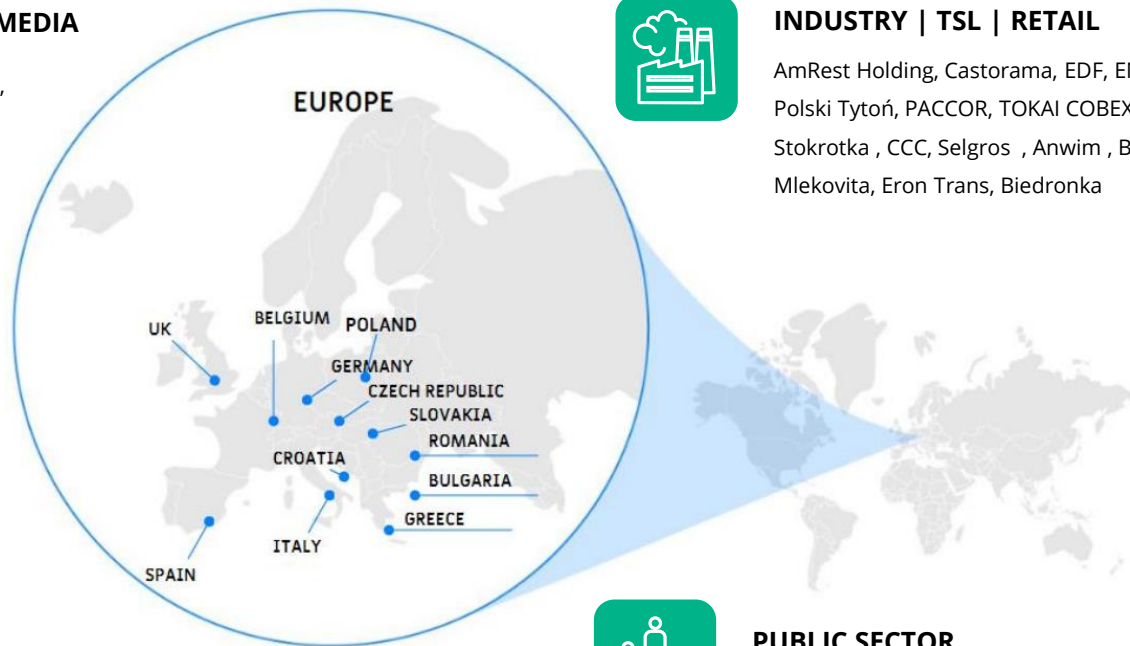 MEDIA
,
EUROPE
UK
BELGIUM
POLAND
GERMANY
CZECH REPUBLIC
SLOVAKIA
ROMANIA
CROATIA
BULGARIA
GREECE
ITALY
SPAIN
INDUSTRY | TSL | RETAIL
AmRest Holding, Castorama, EDF,
Polski Tytoń, PACCOR, TOKAI COBEX
Stokrotka , CCC, Selgros , Anwim ,
Mlekovita, Eron Trans, Biedronka
PUBLIC SECTOR